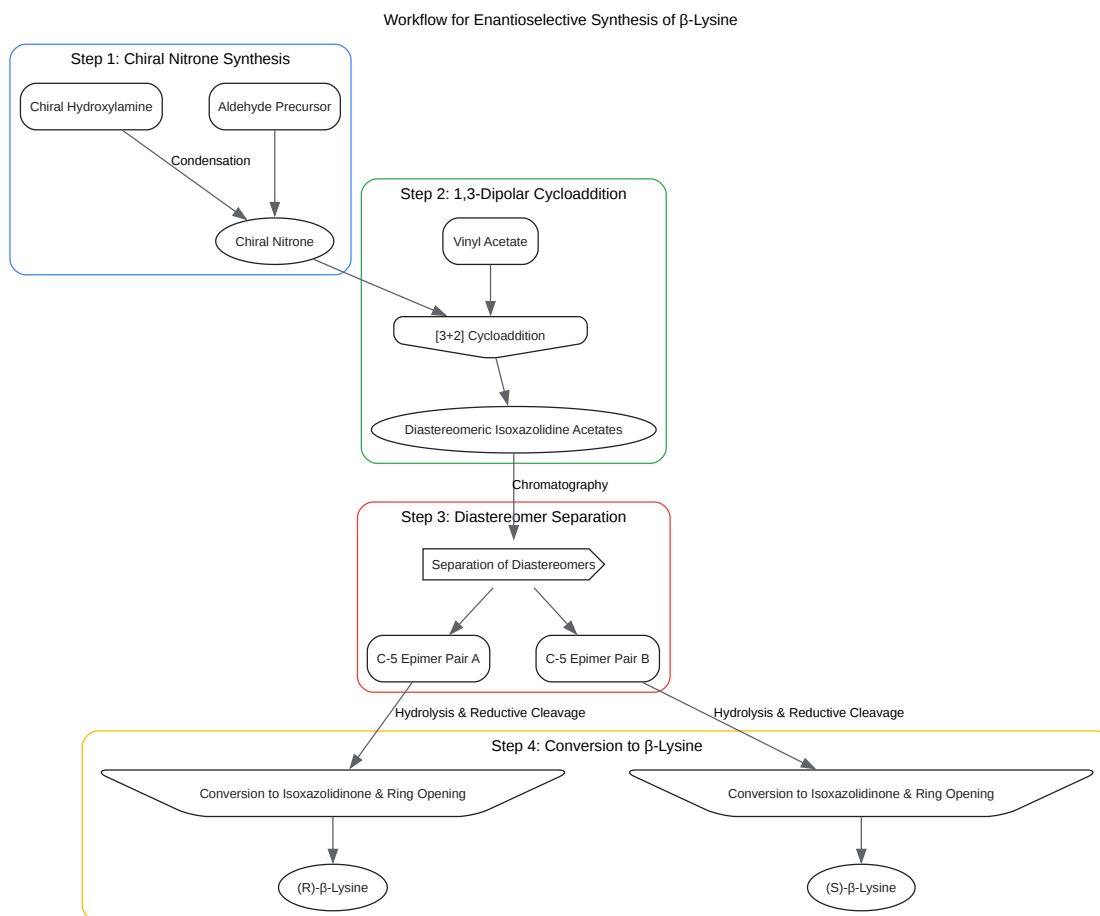 Workflow for Enantioselective Synthesis of β-Lysine
Step 1: Chiral Nitrone Synthesis
Chiral Hydroxylamine
Aldehyde Precursor
Condensation
Chiral Nitrone
Step 2: 1,3-Dipolar Cycloaddition
Vinyl Acetate
[3+2] Cycloaddition
Diastereomeric Isoxazolidine Acetates
Chromatography
Step 3: Diastereomer Separation
Separation of Diastereomers
C-5 Epimer Pair A
C-5 Epimer Pair B
Hydrolysis & Reductive Cleavage
Hydrolysis & Reductive Cleavage
Step 4: Conversion to β-Lysine
Conversion to Isoxazolidinone & Ring Opening
Conversion to Isoxazolidinone & Ring Opening
(R)-β-Lysine
(S)-β-Lysine